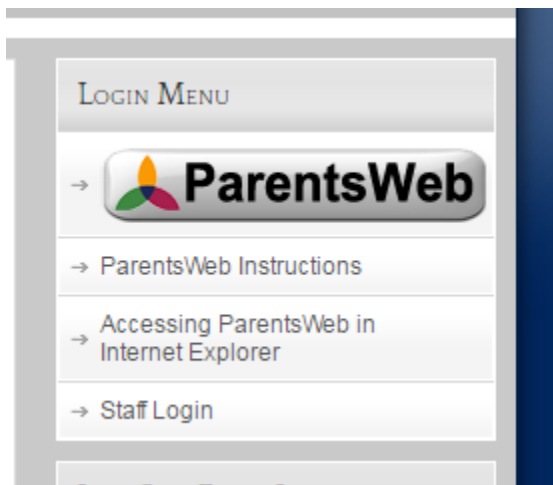 Login Menu
ParentsWeb
ParentsWeb Instructions
Accessing ParentsWeb in
Internet Explorer
Staff Login